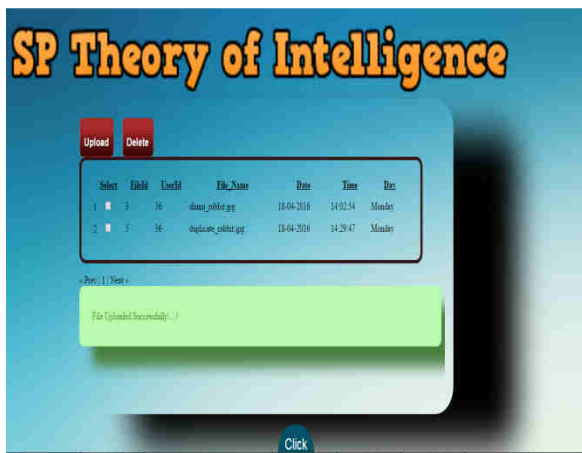 SP Theory of Intelligence
Upload Delete
Select FileId UserId File_Name Date Time Day
1 3 36 10-04-2016 14:02:54 Monday
2 5 36 duplicate_rabbit.jpg 18-04-2016 14:29:47 Monday
« Prev | 1 | Next »
File Uploaded Successfully....!
Click